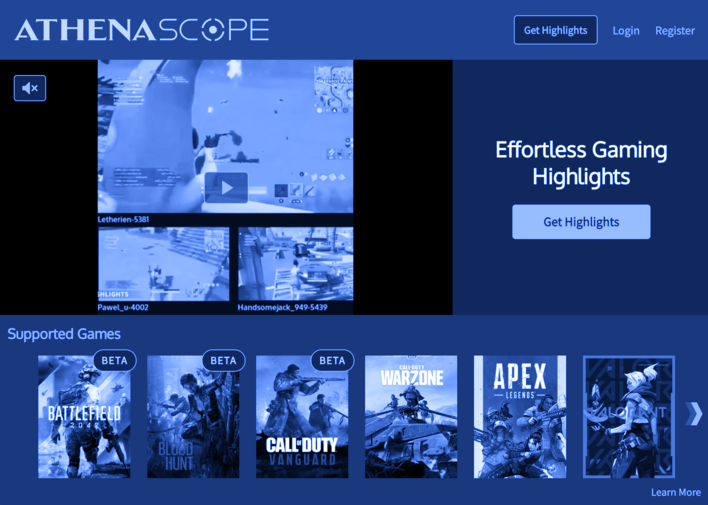 ATHENASCOPE
Get Highlights
Login
Register
Letherien-5381
HLIGHTS
Pawel_u-4002
Handsomejack_949-5439
Effortless Gaming
Highlights
Get Highlights
Supported Games
BETA
BATTLEFIELD
2042
BETA
BLOOD
HUNT
BETA
CALL OF DUTY
VANGUARD
CALL OF DUTY
WARZONE
APEX
LEGENDS
VALORANT
Learn More